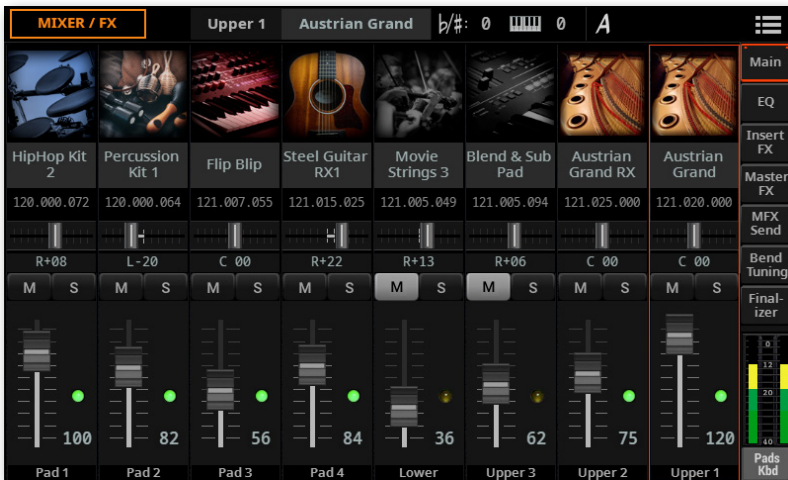 MIXER / FX
Upper 1
Austrian Grand
♭/♯: 0
0
A
HipHop Kit
2
Percussion
Kit 1
Flip Blip
Steel Guitar
RX1
Movie
Strings 3
Blend & Sub
Pad
Austrian
Grand RX
Austrian
Grand
120.000.072
120.000.064
121.007.055
121.015.025
121.005.049
121.005.094
121.025.000
121.020.000
R+08
L-20
C 00
R+22
R+13
R+06
C 00
C 00
M S
M S
M S
M S
M S
M S
M S
M S
100
82
56
84
36
62
75
120
Pad 1
Pad 2
Pad 3
Pad 4
Lower
Upper 3
Upper 2
Upper 1
Main
EQ
Insert
FX
Master
FX
MFX
Send
Bend
Tuning
Final-
izer
0
12
20
40
Pads
Kbd